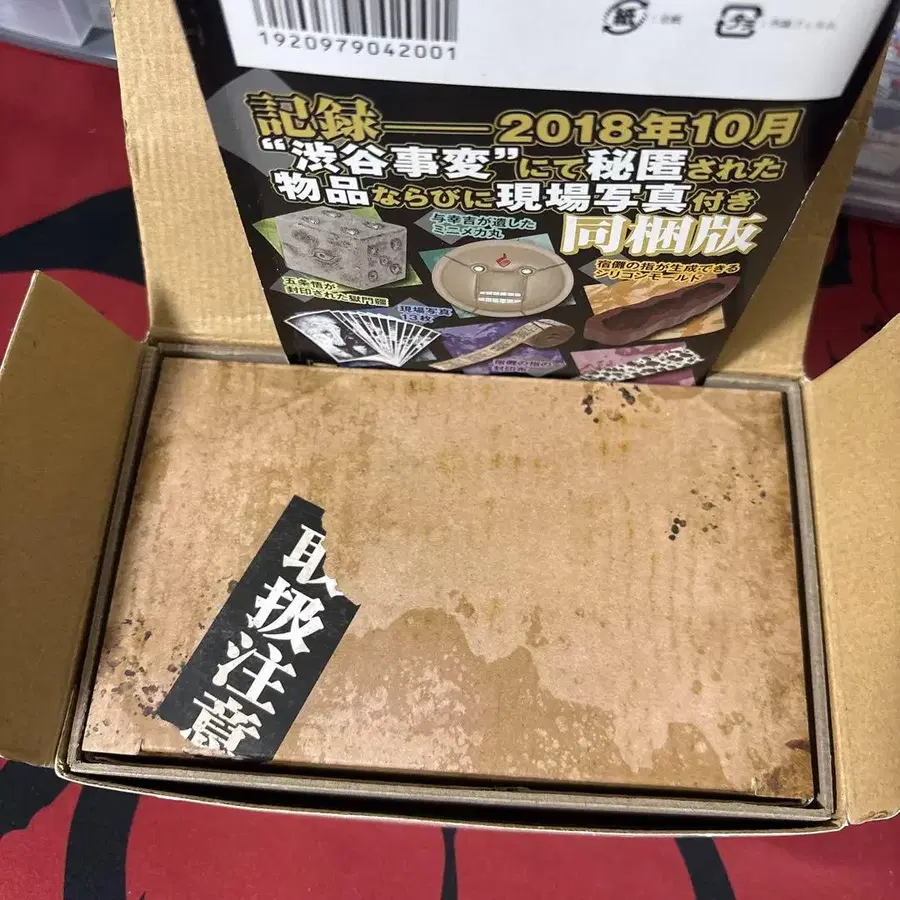 1920979042001
紙
プラ
記録――2018年10月
“渋谷事変”にて秘匿された
物品ならびに現場写真付き
同梱版
五条悟が
封印された獄門疆
与幸吉が遺した
ミニメカ丸
宿儺の指が生成できる
シリコンモールド
現場写真
13枚
宿儺の指の
封印布
取扱注意